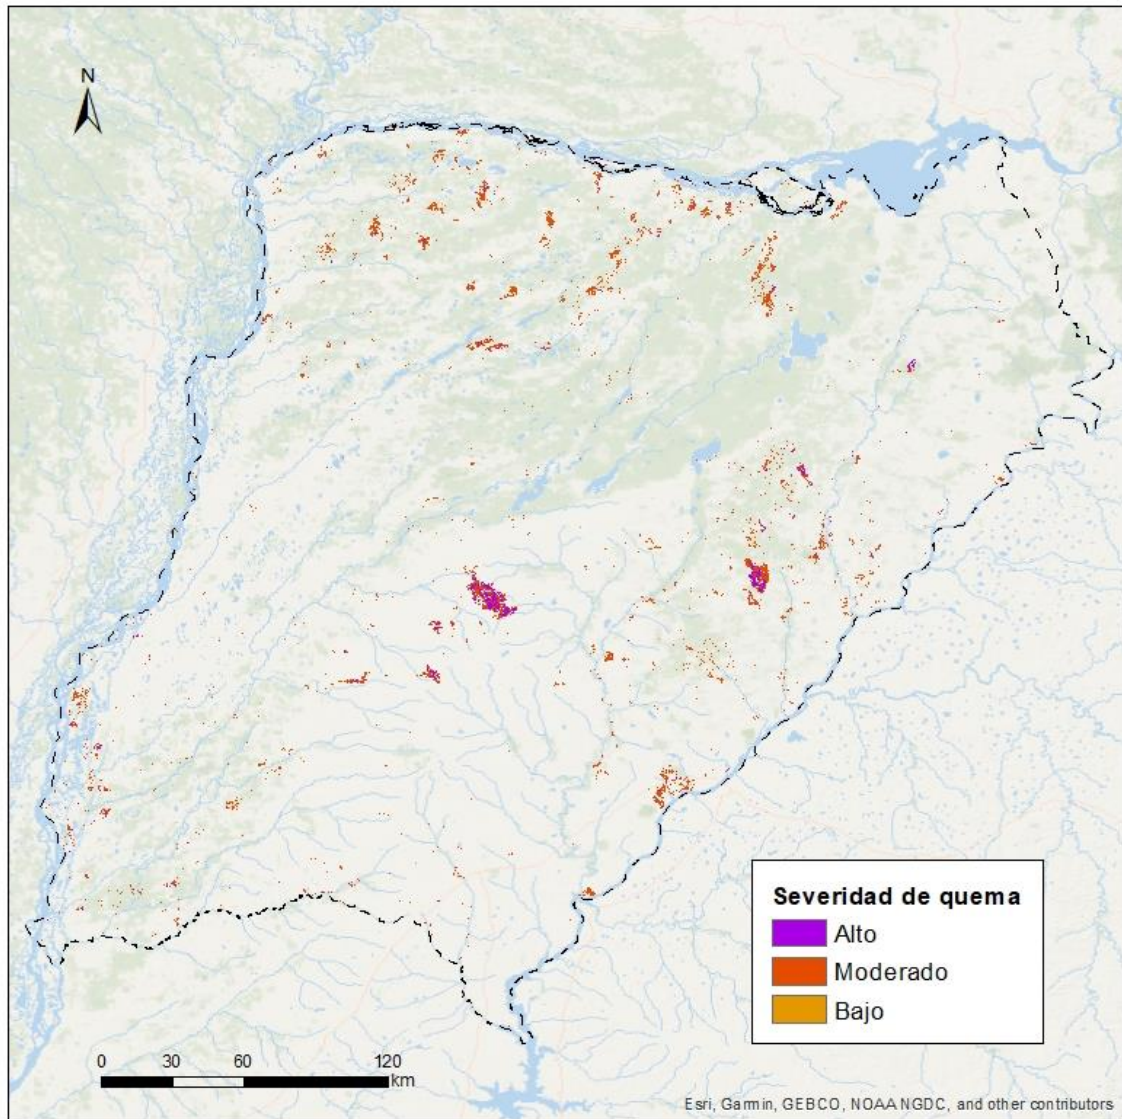 N
Severidad de quema
Alto
Moderado
Bajo
0 30 60 120
km
Esri, Garmin, GEBCO, NOAA NGDC, and other contributors